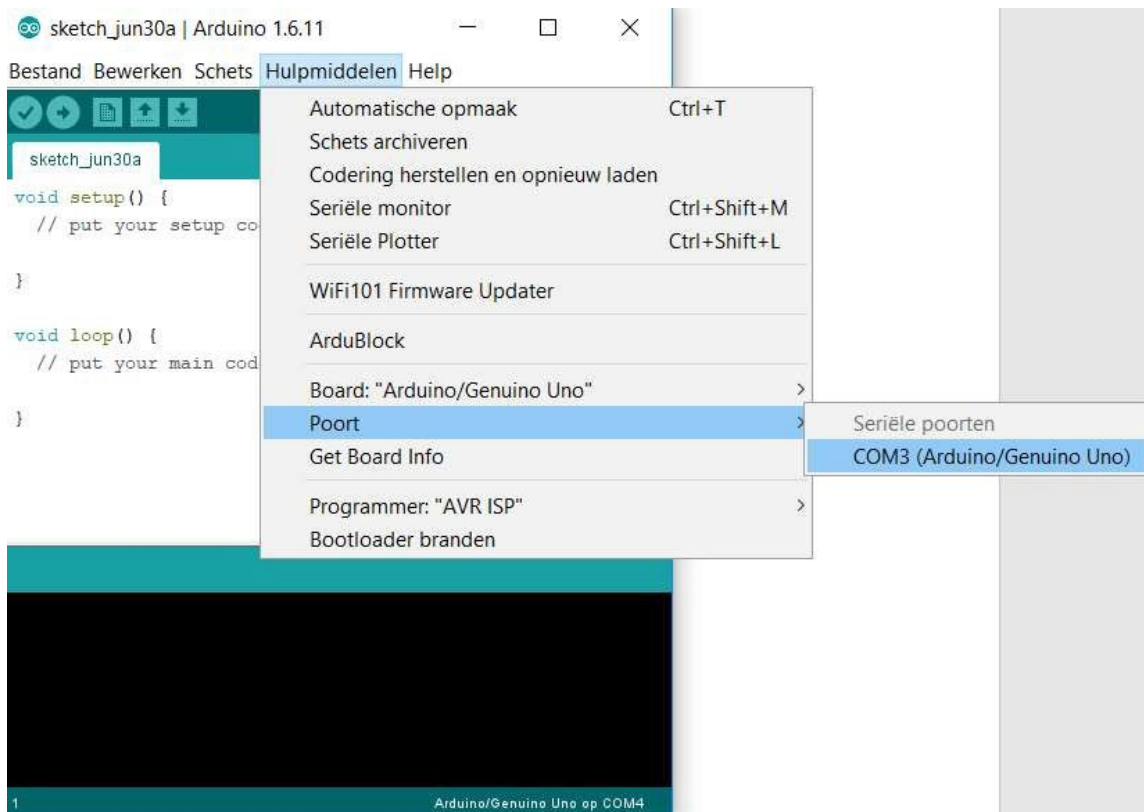 sketch_jun30a | Arduino 1.6.11
Bestand Bewerken Schets Hulpmiddelen Help
sketch_jun30a
void setup() {
// put your setup co
}
void loop() {
// put your main cod
}
Automatische opmaak Ctrl+T
Schets archiveren
Codering herstellen en opnieuw laden
Seriële monitor Ctrl+Shift+M
Seriële Plotter Ctrl+Shift+L
WiFi101 Firmware Updater
ArduBlock
Board: "Arduino/Genuino Uno"
Poort
Get Board Info
Programmer: "AVR ISP"
Bootloader branden
Seriële poorten
COM3 (Arduino/Genuino Uno)
1 Arduino/Genuino Uno op COM4